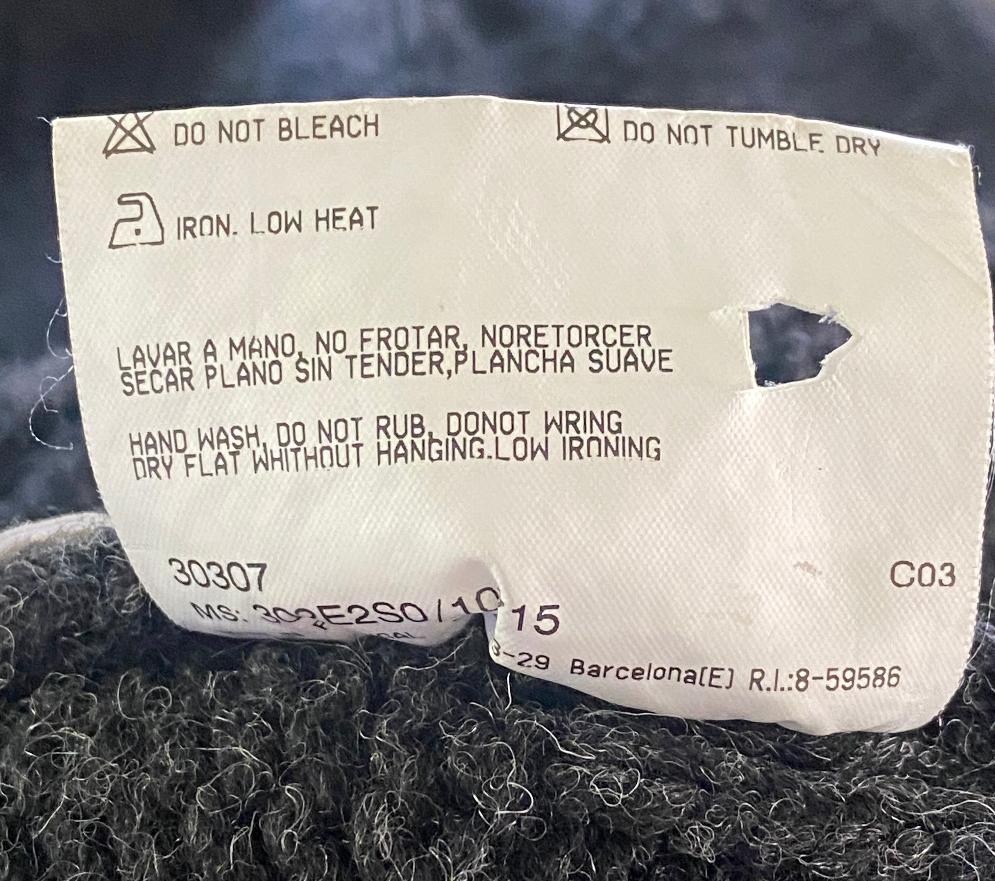 DO NOT BLEACH
DO NOT TUMBLE DRY
IRON. LOW HEAT
LAVAR A MANO, NO FROTAR, NORETORCER
SECAR PLANO SIN TENDER,PLANCHA SUAVE
HAND WASH, DO NOT RUB, DONOT WRING
DRY FLAT WHITHOUT HANGING.LOW IRONING
30307
C03
MS: 15
-29 Barcelona(E) R.I.:8-59586